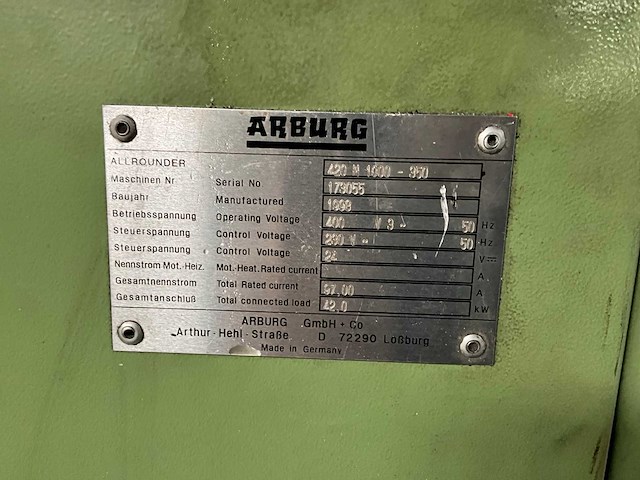 ARBURG
ALLROUNDER 420 M 1000 - 350
Maschinen Nr Serial No 179055
Baujahr Manufactured
Betriebsspannung Operating Voltage 400 V 3~ 50 Hz
Steuerspannung Control Voltage V ~ 50 Hz
Steuerspannung Control Voltage 24 V
Nennstrom Mot.-Heiz. Mot.-Heat. Rated current A
Gesamtnennstrom Total Rated current 97.00 A
Gesamtanschluß Total connected load 42.0 kW
ARBURG GmbH + Co
Arthur-Hehl-Straße D 72290 Loßburg
Made in Germany